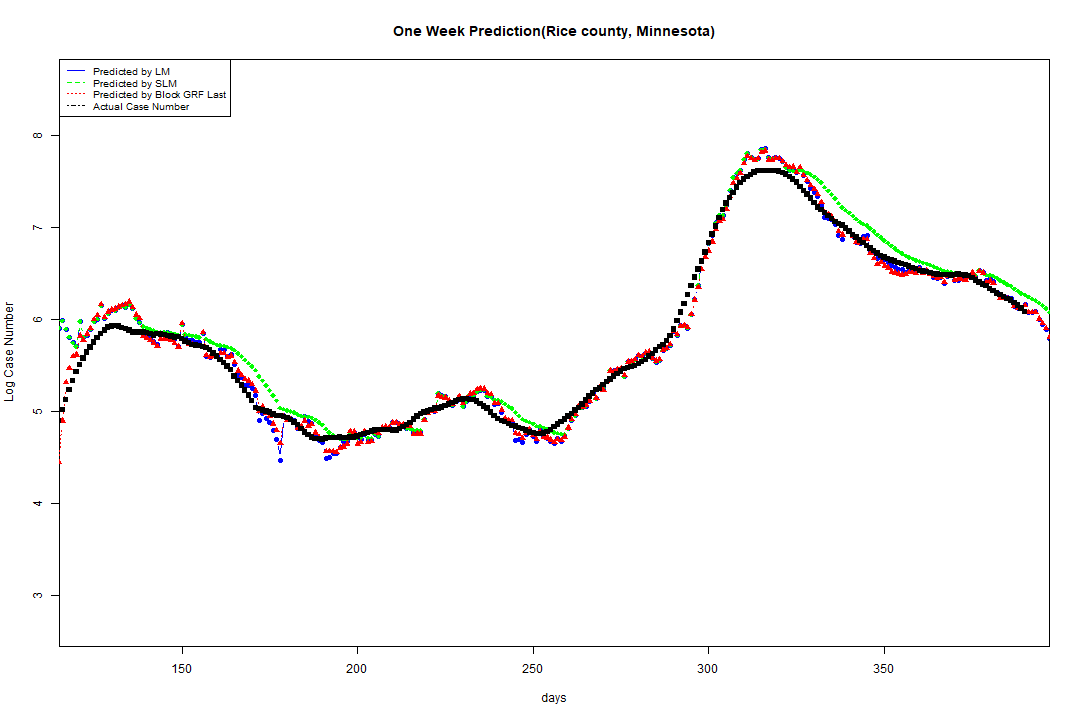 One Week Prediction(Rice county, Minnesota)
Predicted by LM
Predicted by SLM
Predicted by Block GRF Last
Actual Case Number
8
7
6
5
4
3
Log Case Number
150 200 250 300 350
days